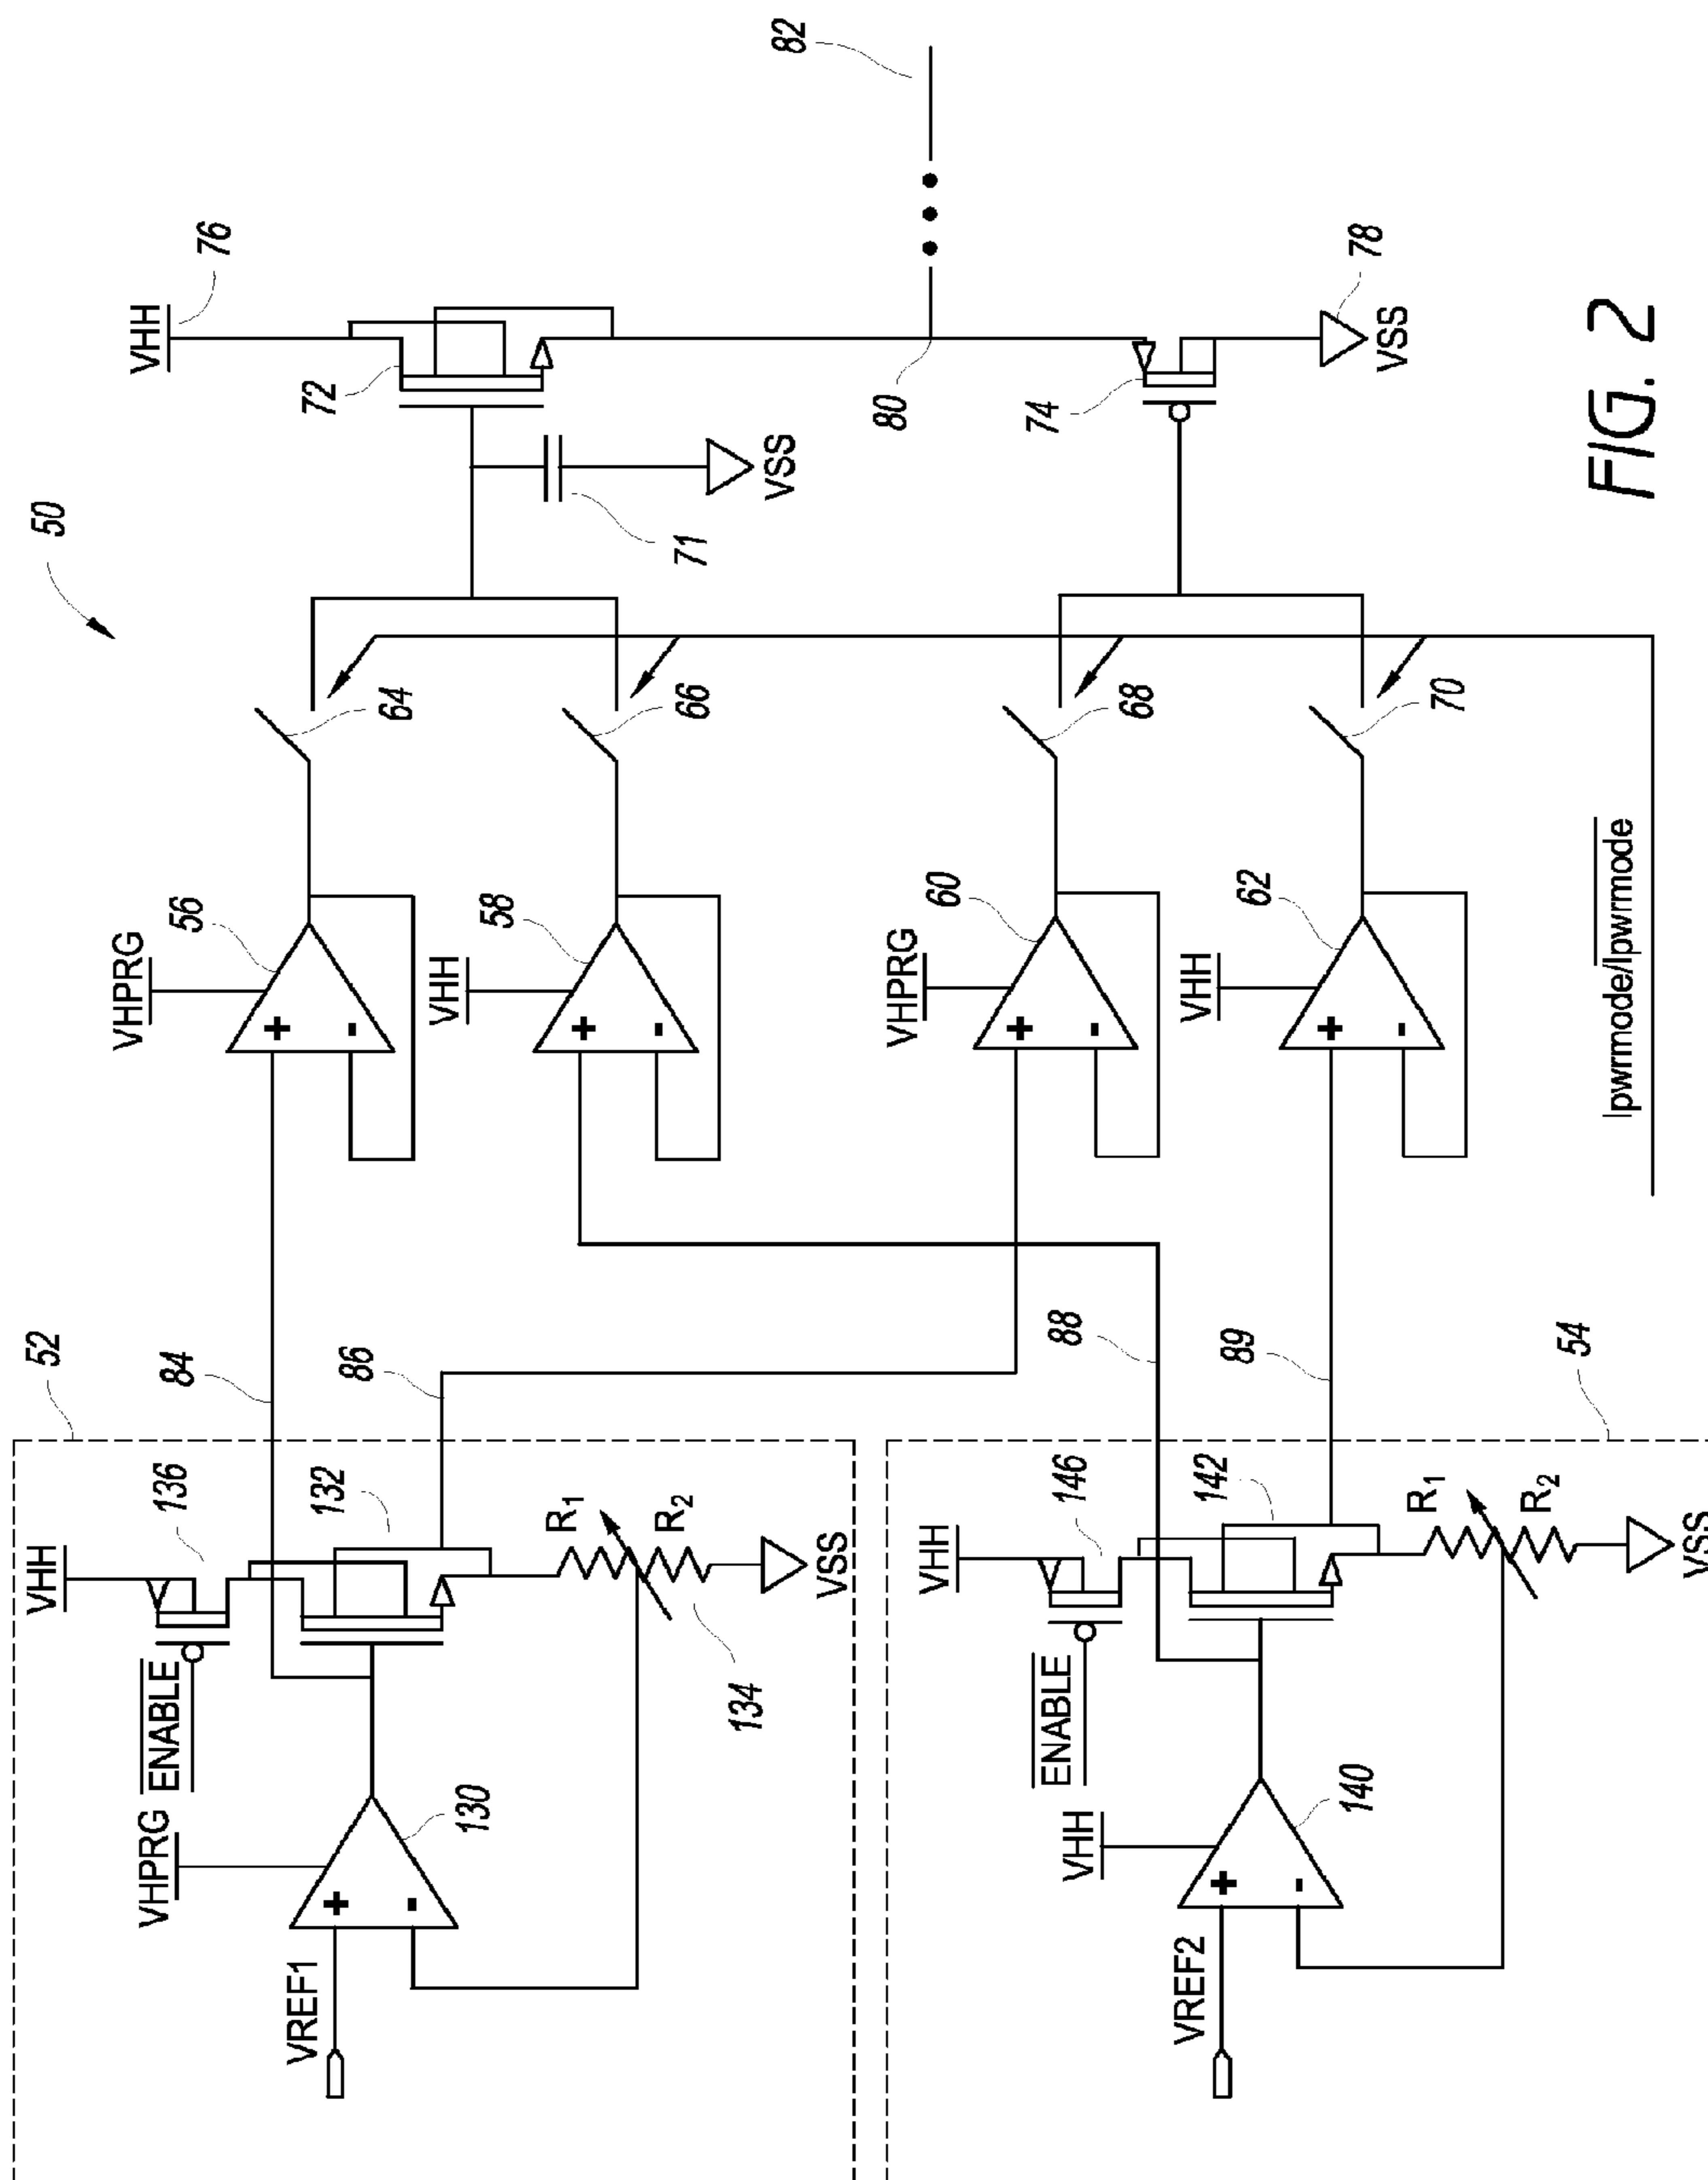 50
52
VHH
136
ENABLE
VHPRG
VREF1
+
-
130
132
R1
R2
134
VSS
84
86
VHPRG
56
+
-
VHH
58
+
-
64
66
VHH
76
72
71
VSS
80
82
54
VHH
146
ENABLE
VHH
VREF2
+
-
140
142
R1
R2
VSS
88
89
VHPRG
60
+
-
VHH
62
+
-
68
70
74
78
VSS
lpwrmode/lpwrmode
FIG. 2